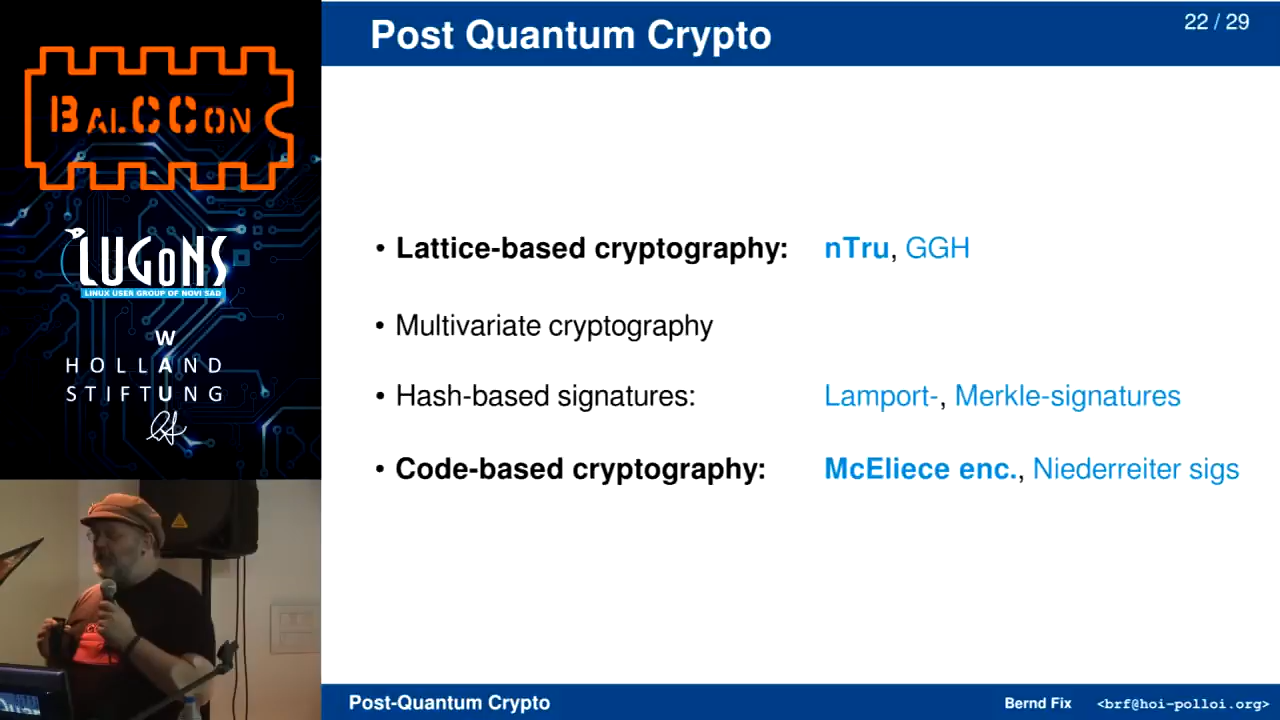 BALCCON
LUGONS
LINUX USER GROUP OF NOVI SAD
W
HOLLAND
STIFTUNG
Post Quantum Crypto
22 / 29
• Lattice-based cryptography: nTru, GGH
• Multivariate cryptography
• Hash-based signatures: Lamport-, Merkle-signatures
• Code-based cryptography: McEliece enc., Niederreiter sigs
Post-Quantum Crypto
Bernd Fix <brf@hoi-polloi.org>